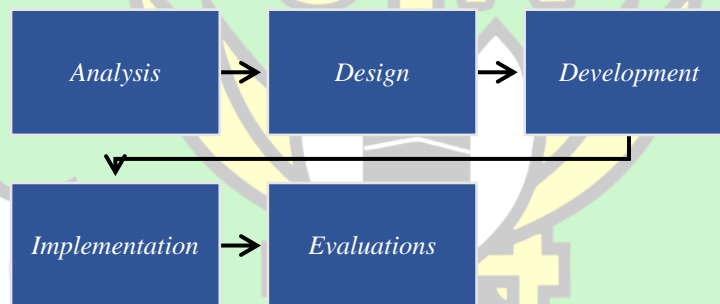 Analysis
Design
Development
Implementation
Evaluations